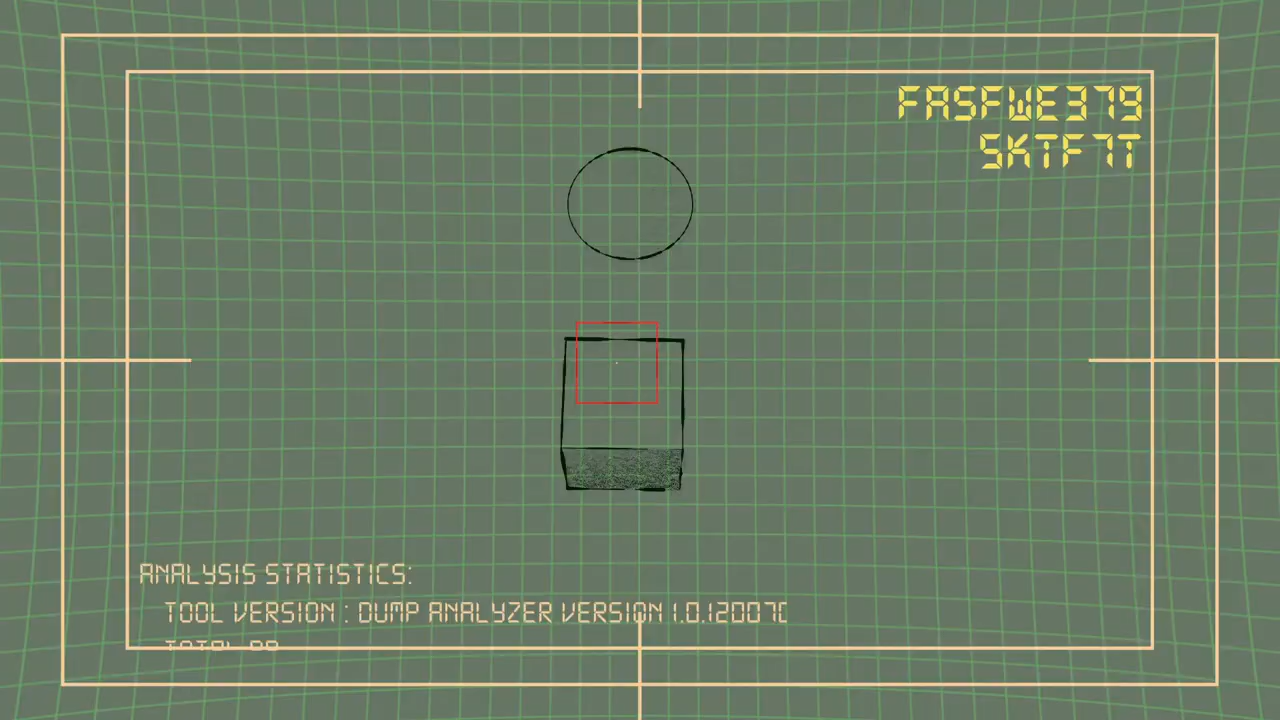 FASFWE379
SKTF7T
ANALYSIS STATISTICS:
TOOL VERSION : DUMP ANALYZER VERSION 1.0.12007C